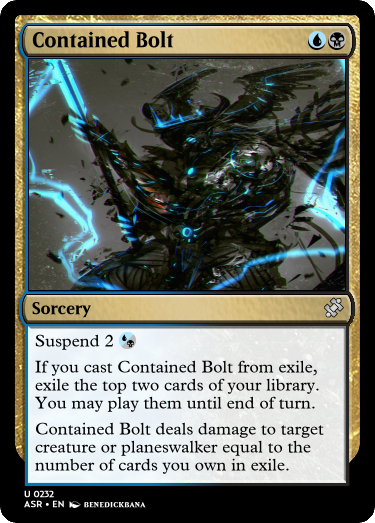 Contained Bolt
Sorcery
Suspend 2
If you cast Contained Bolt from exile,
exile the top two cards of your library.
You may play them until end of turn.
Contained Bolt deals damage to target
creature or planeswalker equal to the
number of cards you own in exile.
U 0232
ASR • EN BENEDICKBANA